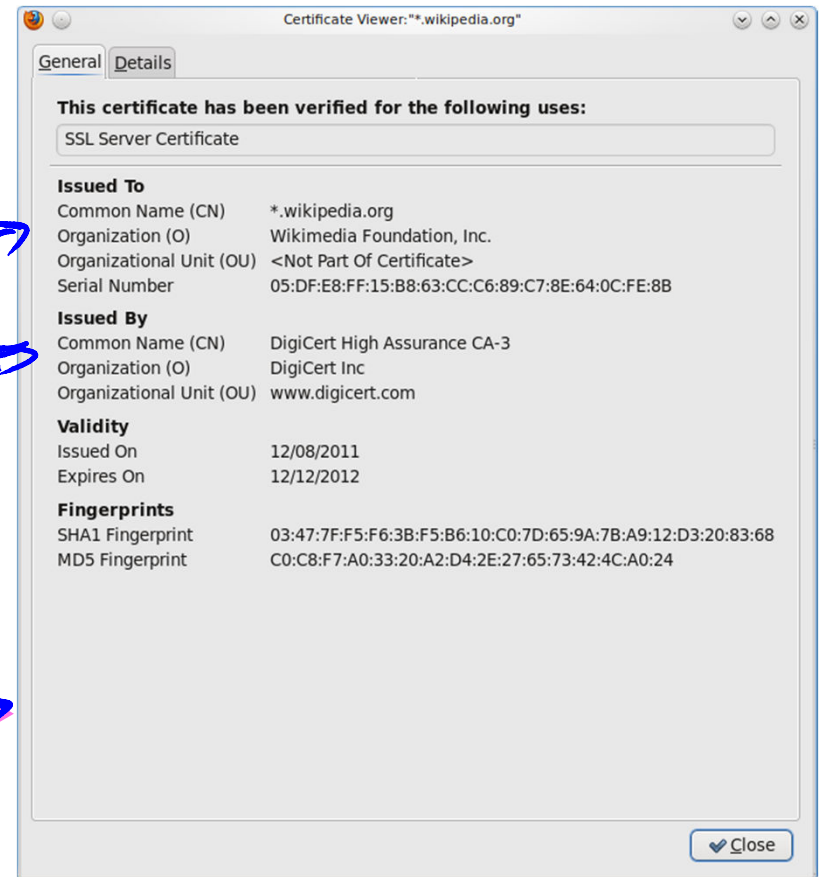 Certificate Viewer:"*.wikipedia.org"
General Details
This certificate has been verified for the following uses:
SSL Server Certificate
Issued To
Common Name (CN) *.wikipedia.org
Organization (O) Wikimedia Foundation, Inc.
Organizational Unit (OU) <Not Part Of Certificate>
Serial Number 05:DF:E8:FF:15:B8:63:CC:C6:89:C7:8E:64:0C:FE:8B
Issued By
Common Name (CN) DigiCert High Assurance CA-3
Organization (O) DigiCert Inc
Organizational Unit (OU) www.digicert.com
Validity
Issued On 12/08/2011
Expires On 12/12/2012
Fingerprints
SHA1 Fingerprint 03:47:7F:F5:F6:3B:F5:B6:10:C0:7D:65:9A:7B:A9:12:D3:20:83:68
MD5 Fingerprint C0:C8:F7:A0:33:20:A2:D4:2E:27:65:73:42:4C:A0:24
Close